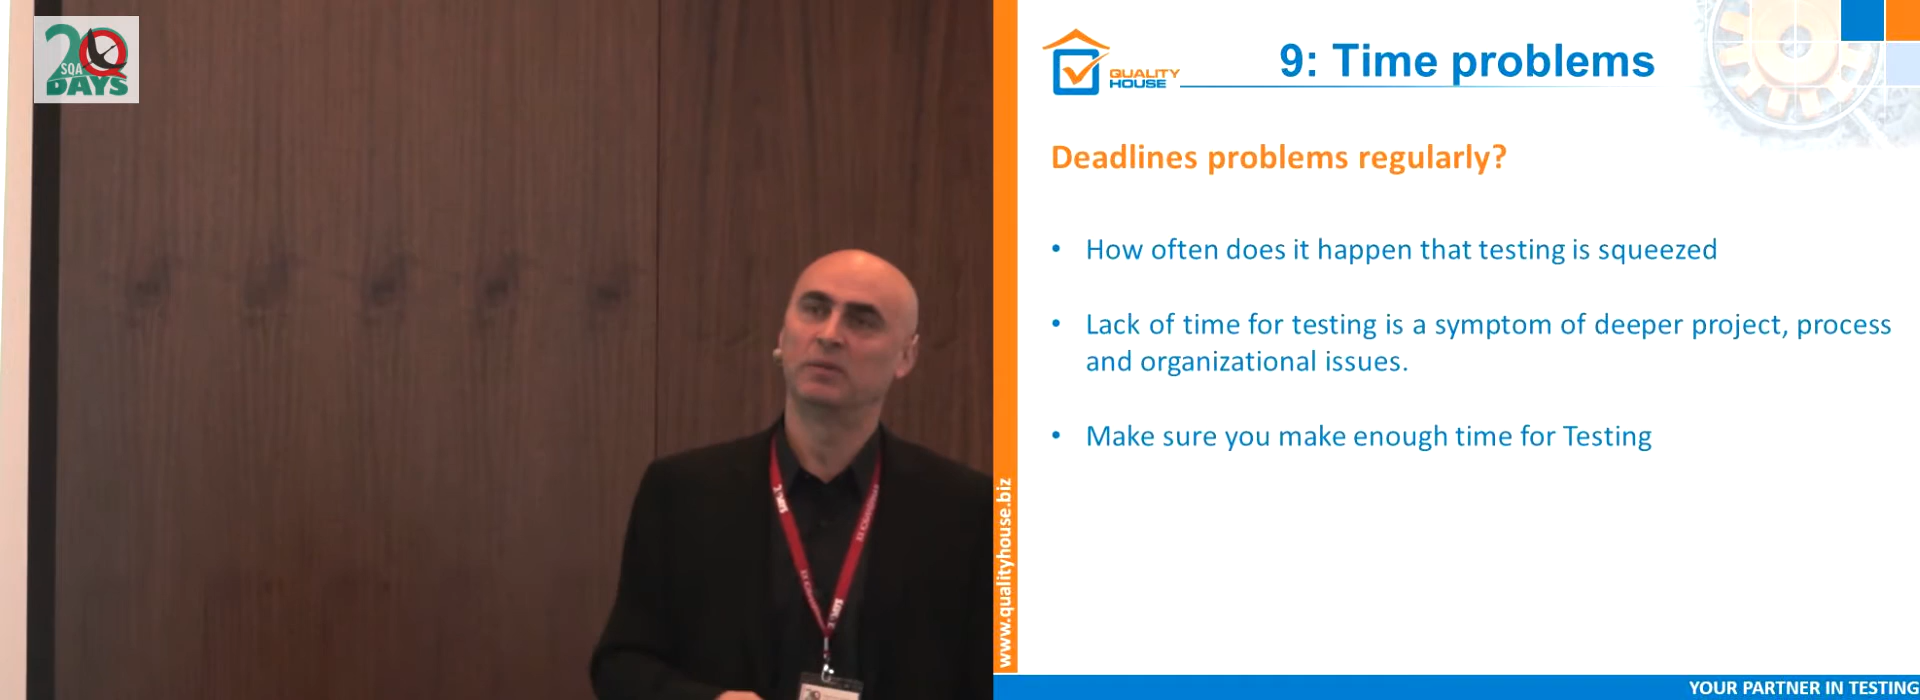 20
SQA
DAYS
QUALITY
HOUSE
9: Time problems
Deadlines problems regularly?
• How often does it happen that testing is squeezed
• Lack of time for testing is a symptom of deeper project, process
and organizational issues.
• Make sure you make enough time for Testing
www.qualityhouse.biz
YOUR PARTNER IN TESTING